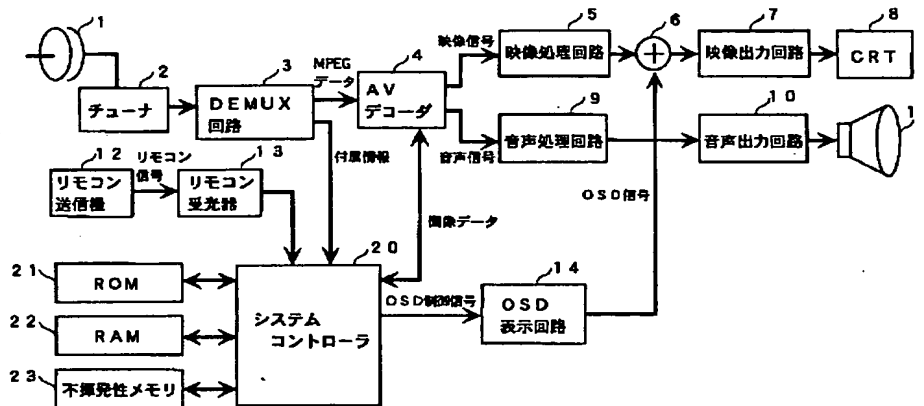 1
2
チューナ
3
DEMUX
回路
MPEG
データ
4
AV
デコーダ
映像信号
音声信号
5
映像処理回路
6
7
映像出力回路
8
CRT
9
音声処理回路
10
音声出力回路
1
12
リモコン
送信機
リモコン
信号
13
リモコン
受光器
付属情報
画像データ
OSD信号
20
システム
コントローラ
21
ROM
22
RAM
23
不揮発性メモリ
OSD制御信号
14
OSD
表示回路